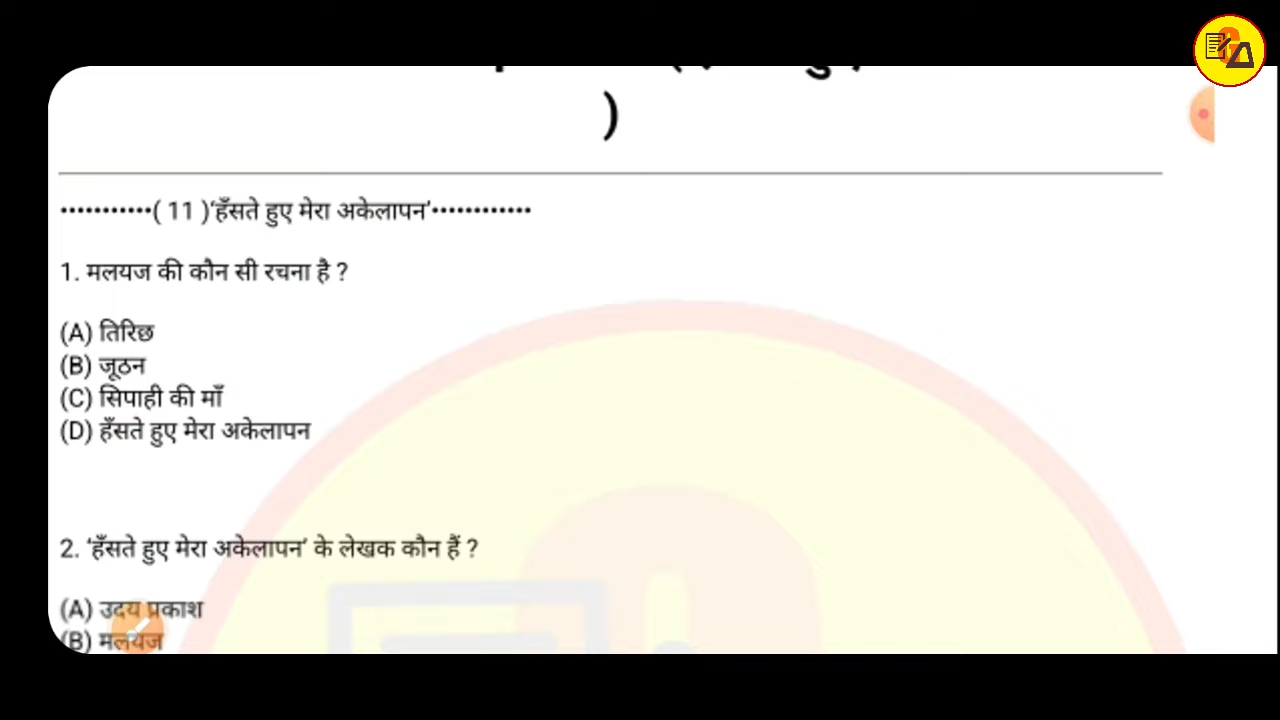 )
••••••••••••( 11 )‘हँसते हुए मेरा अकेलापन’••••••••••••
1. मलयज की कौन सी रचना है ?
(A) तिरिछ
(B) जूठन
(C) सिपाही की माँ
(D) हँसते हुए मेरा अकेलापन
2. ‘हँसते हुए मेरा अकेलापन’ के लेखक कौन हैं ?
(A) उदय प्रकाश
(B) मलयज